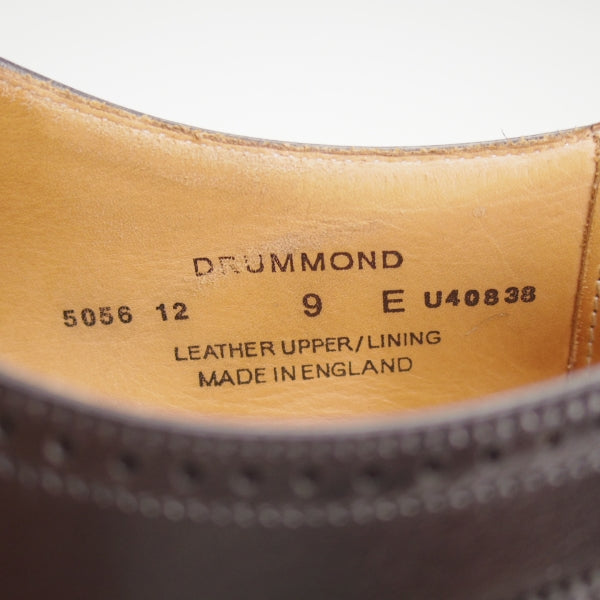 DRUMMOND
5056 12 9 E U40838
LEATHER UPPER/LINING
MADE IN ENGLAND